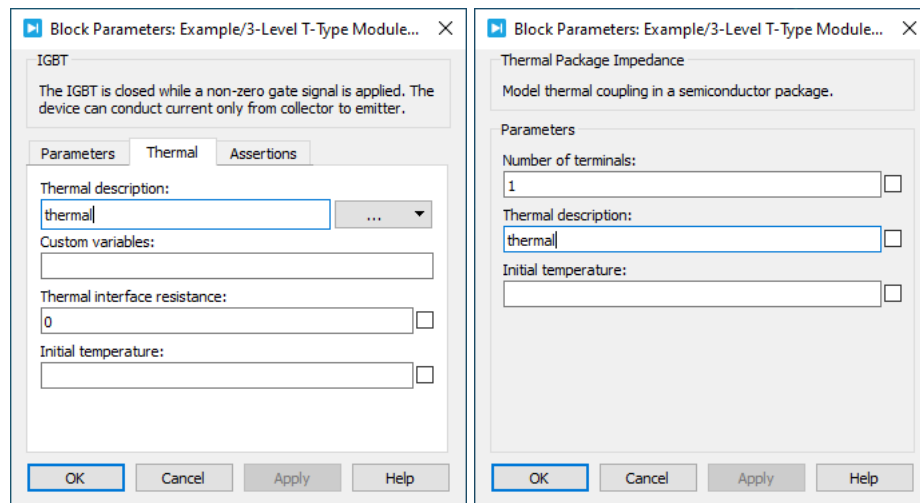 Block Parameters: Example/3-Level T-Type Module...
IGBT
The IGBT is closed while a non-zero gate signal is applied. The
device can conduct current only from collector to emitter.
Parameters
Thermal
Assertions
Thermal description:
thermal
...
Custom variables:
Thermal interface resistance:
0
Initial temperature:
OK
Cancel
Apply
Help
Block Parameters: Example/3-Level T-Type Module...
Thermal Package Impedance
Model thermal coupling in a semiconductor package.
Parameters
Number of terminals:
1
Thermal description:
thermal
Initial temperature:
OK
Cancel
Apply
Help